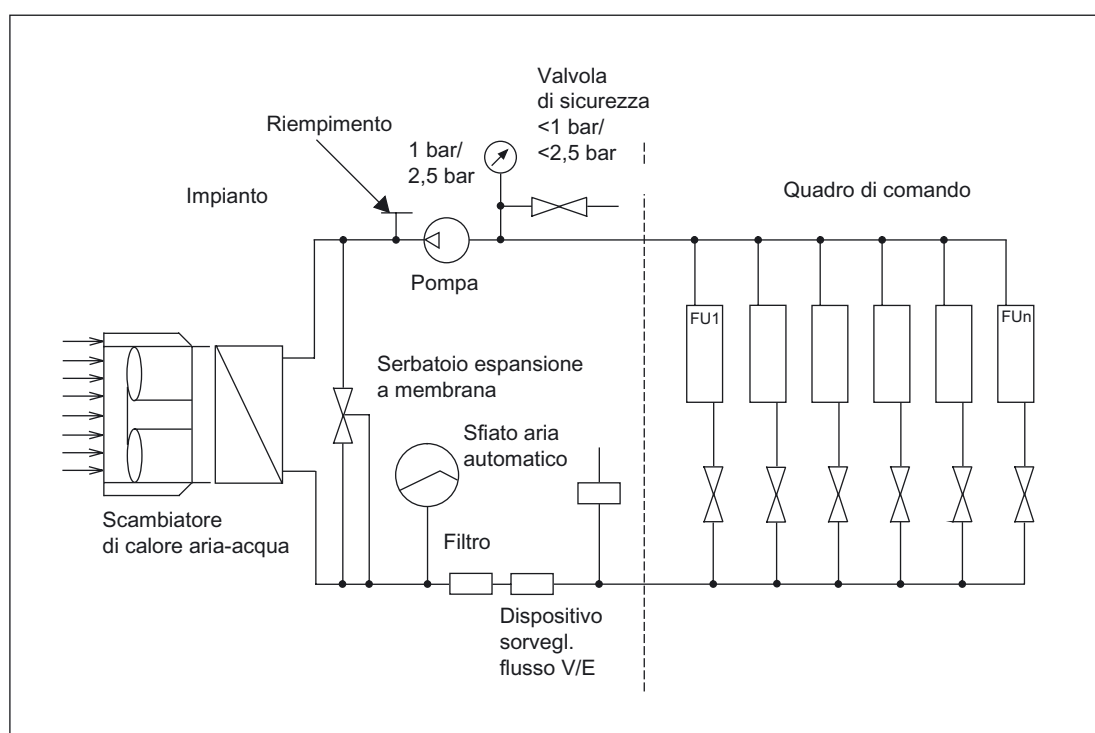 Valvola
di sicurezza
<1 bar/
<2,5 bar
Riempimento
1 bar/
2,5 bar
Impianto
Quadro di comando
Pompa
FU1
FUn
Serbatoio espansione
a membrana
Sfiato aria
automatico
Scambiatore
di calore aria-acqua
Filtro
Dispositivo
sorvegl.
flusso V/E